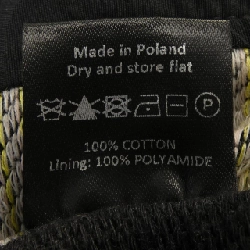 Made in Poland
Dry and store flat
P
100% COTTON
Lining: 100% POLYAMIDE